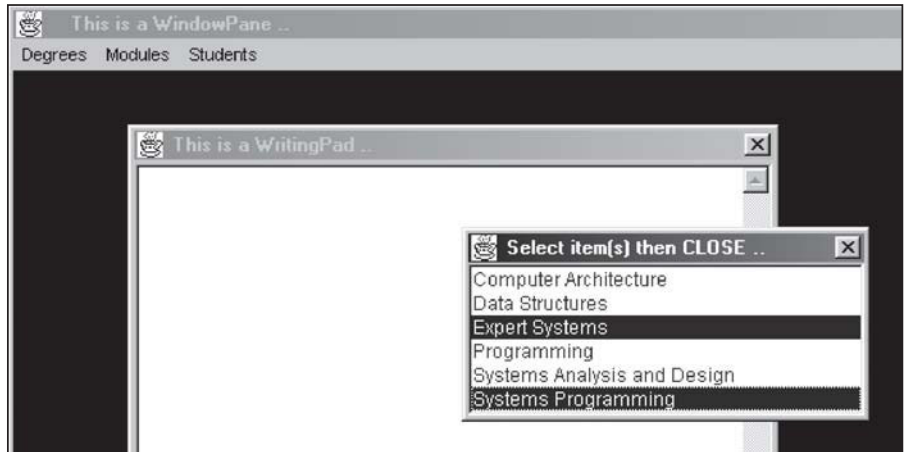 This is a WindowPane ..
Degrees Modules Students
This is a WritingPad ..
Select item(s) then CLOSE ..
Computer Architecture
Data Structures
Expert Systems
Programming
Systems Analysis and Design
Systems Programming